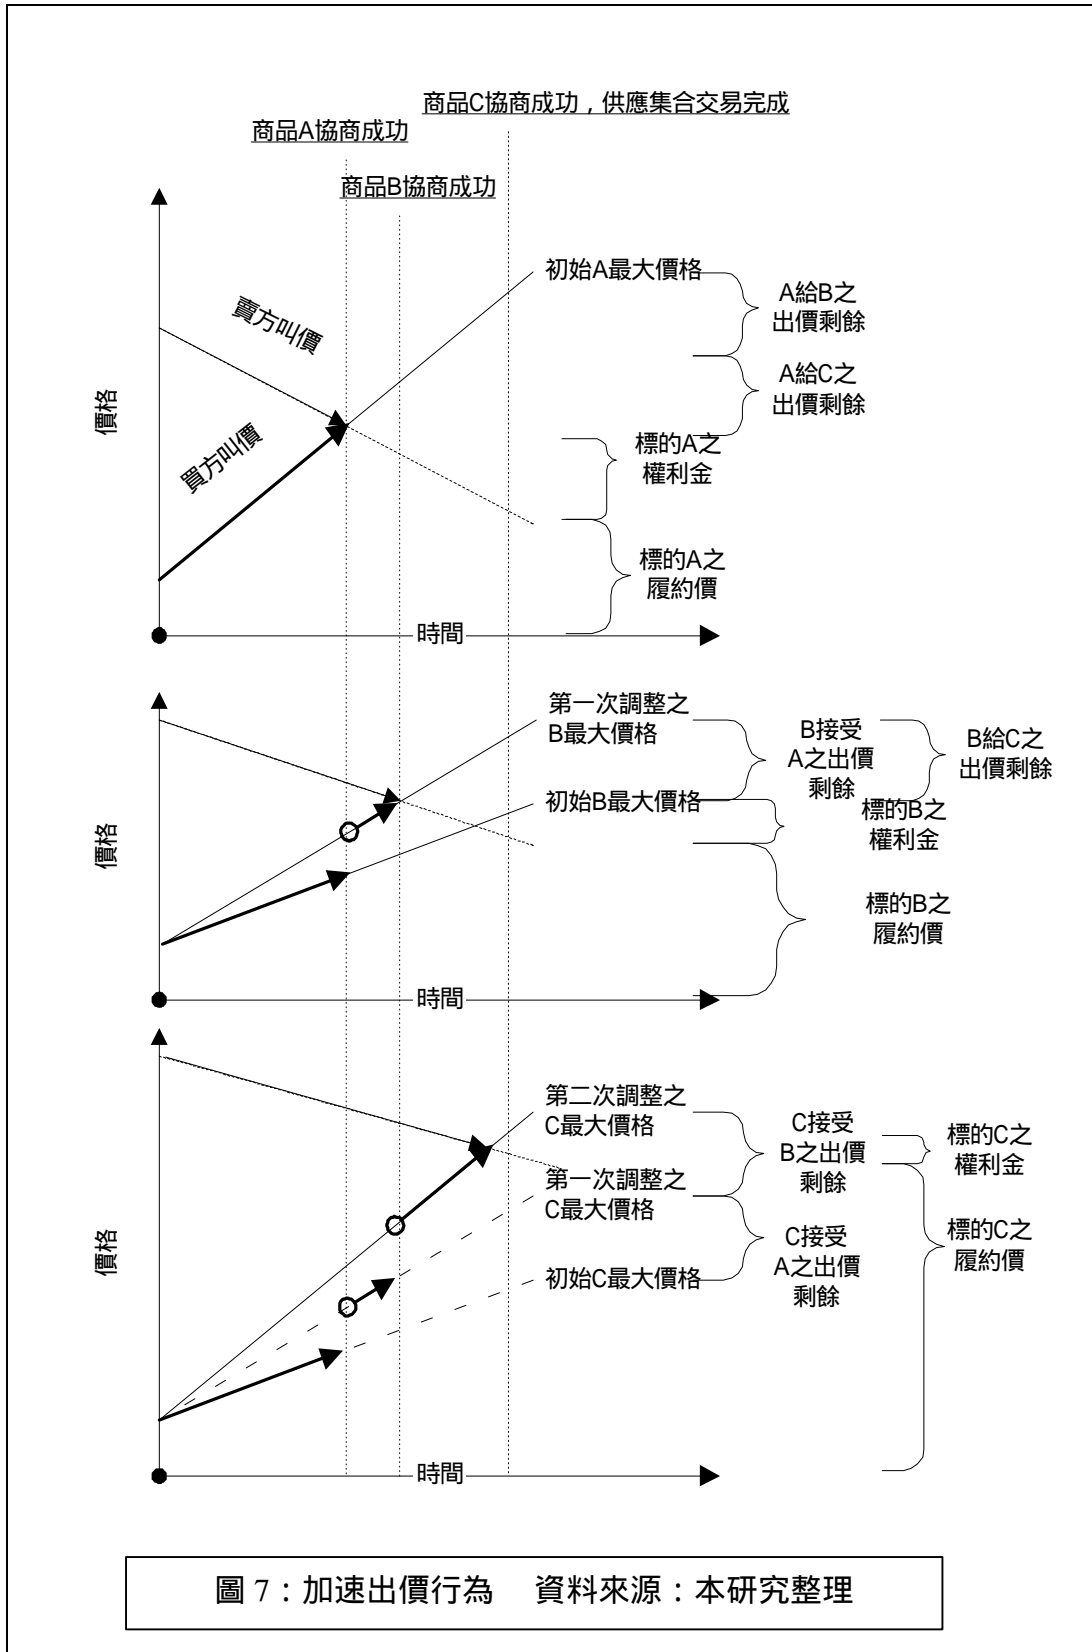 商品C協商成功，供應集合交易完成
商品A協商成功
商品B協商成功
初始A最大價格
A給B之
出價剩餘
賣方叫價
A給C之
出價剩餘
價格
買方叫價
標的A之
權利金
標的A之
履約價
時間
第一次調整之
B最大價格
B接受
A之出價
剩餘
B給C之
出價剩餘
初始B最大價格
標的B之
權利金
價格
標的B之
履約價
時間
第二次調整之
C最大價格
C接受
B之出價
剩餘
標的C之
權利金
第一次調整之
C最大價格
價格
C接受
A之出價
剩餘
標的C之
履約價
初始C最大價格
時間
圖 7：加速出價行為　資料來源：本研究整理